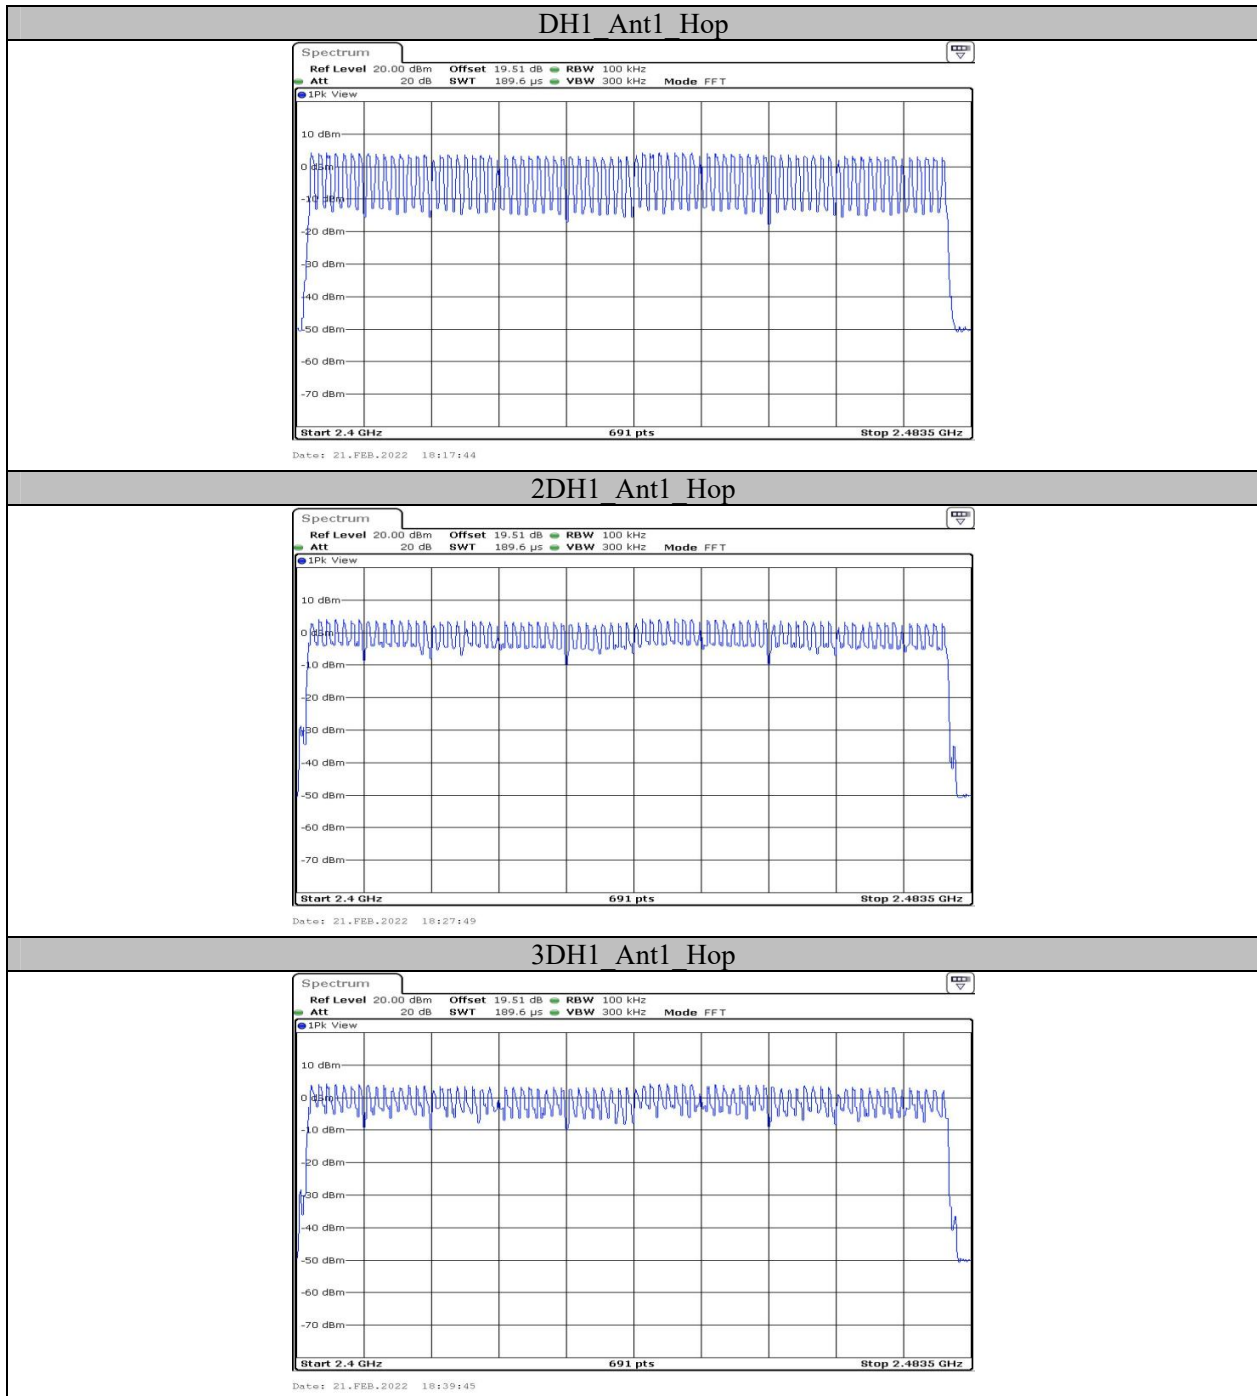 DH1_Ant1_Hop
Spectrum
Ref Level 20.00 dBm Offset 19.51 dB RBW 100 kHz
Att 20 dB SWT 189.6 µs VBW 300 kHz Mode FFT
1Pk View
10 dBm
0 dBm
-10 dBm
-20 dBm
-30 dBm
-40 dBm
-50 dBm
-60 dBm
-70 dBm
Start 2.4 GHz 691 pts Stop 2.4835 GHz
Date: 21.FEB.2022 18:17:44
2DH1_Ant1_Hop
Spectrum
Ref Level 20.00 dBm Offset 19.51 dB RBW 100 kHz
Att 20 dB SWT 189.6 µs VBW 300 kHz Mode FFT
1Pk View
10 dBm
0 dBm
-10 dBm
-20 dBm
-30 dBm
-40 dBm
-50 dBm
-60 dBm
-70 dBm
Start 2.4 GHz 691 pts Stop 2.4835 GHz
Date: 21.FEB.2022 18:27:49
3DH1_Ant1_Hop
Spectrum
Ref Level 20.00 dBm Offset 19.51 dB RBW 100 kHz
Att 20 dB SWT 189.6 µs VBW 300 kHz Mode FFT
1Pk View
10 dBm
0 dBm
-10 dBm
-20 dBm
-30 dBm
-40 dBm
-50 dBm
-60 dBm
-70 dBm
Start 2.4 GHz 691 pts Stop 2.4835 GHz
Date: 21.FEB.2022 18:39:45